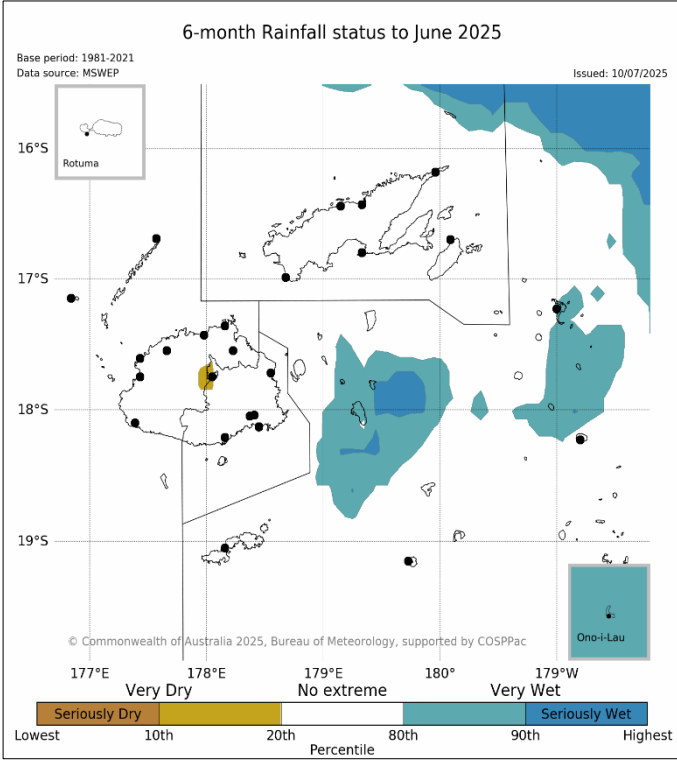 6-month Rainfall status to June 2025
Base period: 1981-2021
Data source: MSWEP
Issued: 10/07/2025
Rotuma
16°S
17°S
18°S
19°S
Ono-i-Lau
© Commonwealth of Australia 2025, Bureau of Meteorology, supported by COSPPac
177°E 178°E 179°E 180° 179°W
Very Dry No extreme Very Wet
Seriously Dry Seriously Wet
Lowest 10th 20th 80th 90th Highest
Percentile